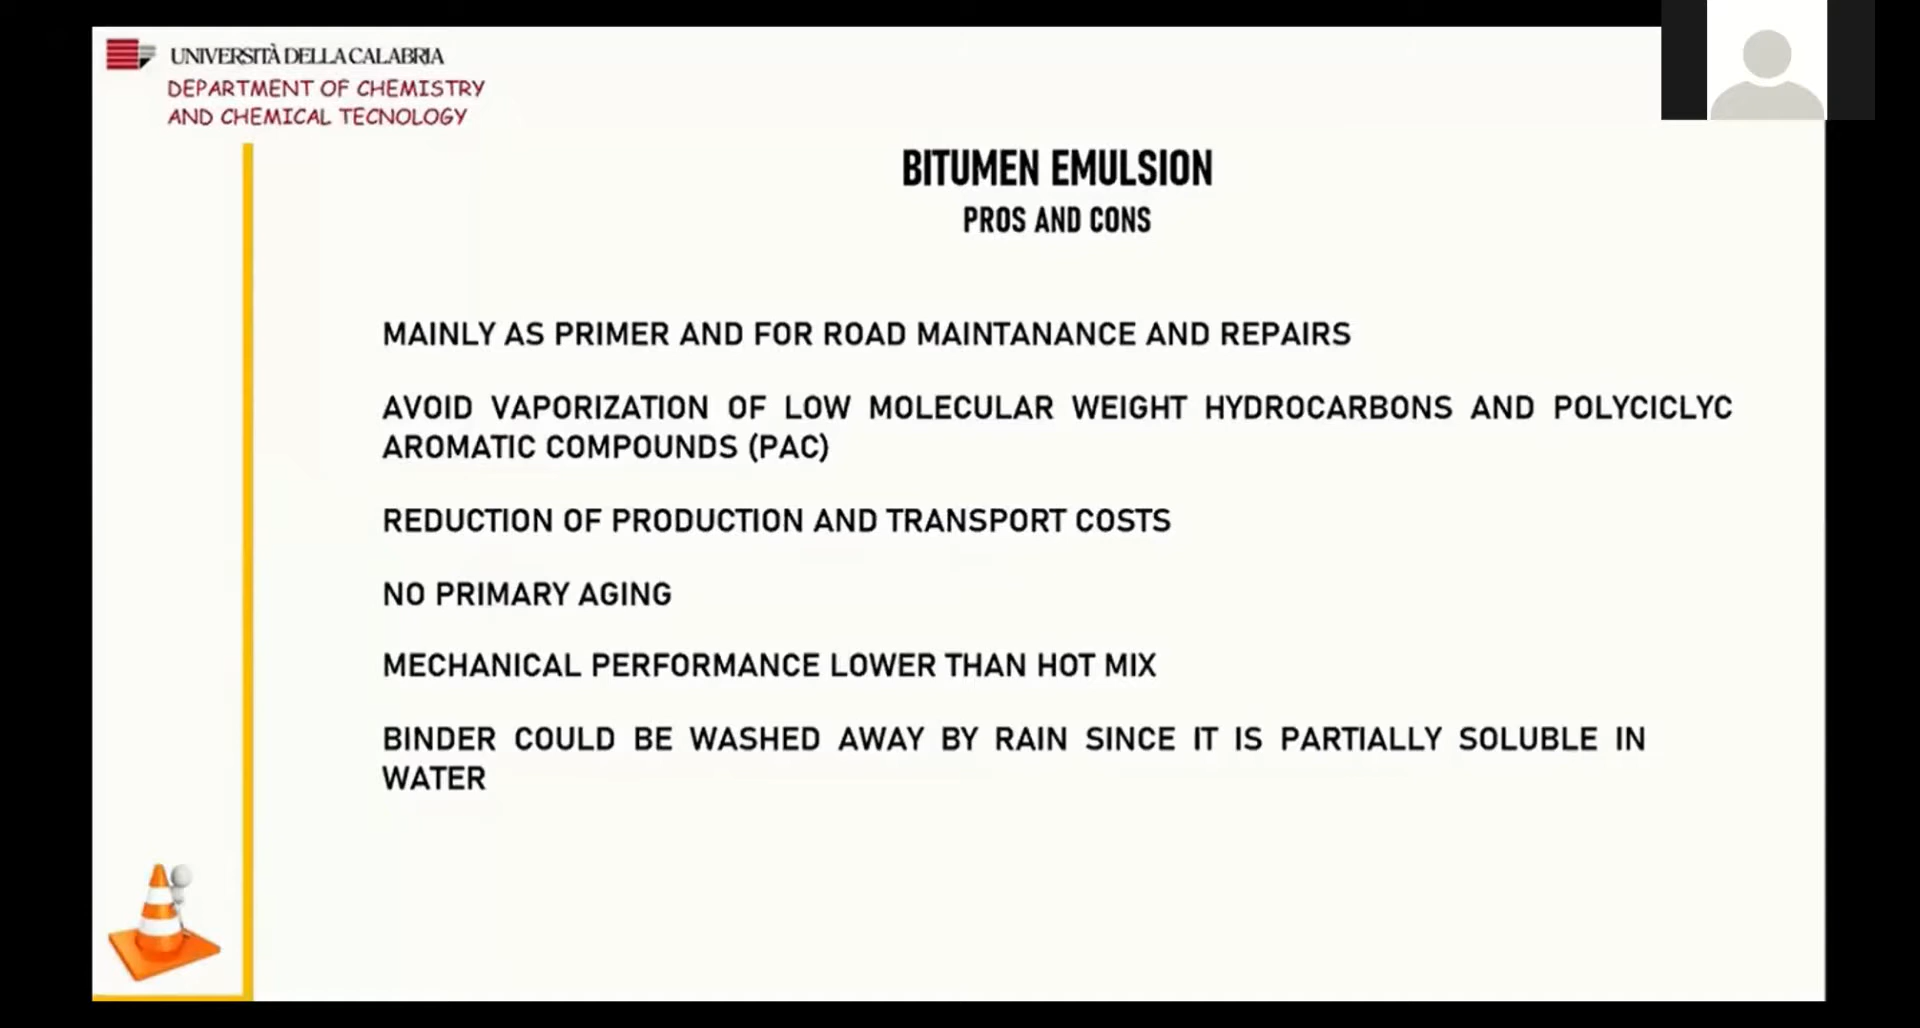 UNIVERSITÀ DELLA CALABRIA
DEPARTMENT OF CHEMISTRY
AND CHEMICAL TECNOLOGY
BITUMEN EMULSION
PROS AND CONS
MAINLY AS PRIMER AND FOR ROAD MAINTANANCE AND REPAIRS
AVOID VAPORIZATION OF LOW MOLECULAR WEIGHT HYDROCARBONS AND POLYCICLYC
AROMATIC COMPOUNDS (PAC)
REDUCTION OF PRODUCTION AND TRANSPORT COSTS
NO PRIMARY AGING
MECHANICAL PERFORMANCE LOWER THAN HOT MIX
BINDER COULD BE WASHED AWAY BY RAIN SINCE IT IS PARTIALLY SOLUBLE IN
WATER